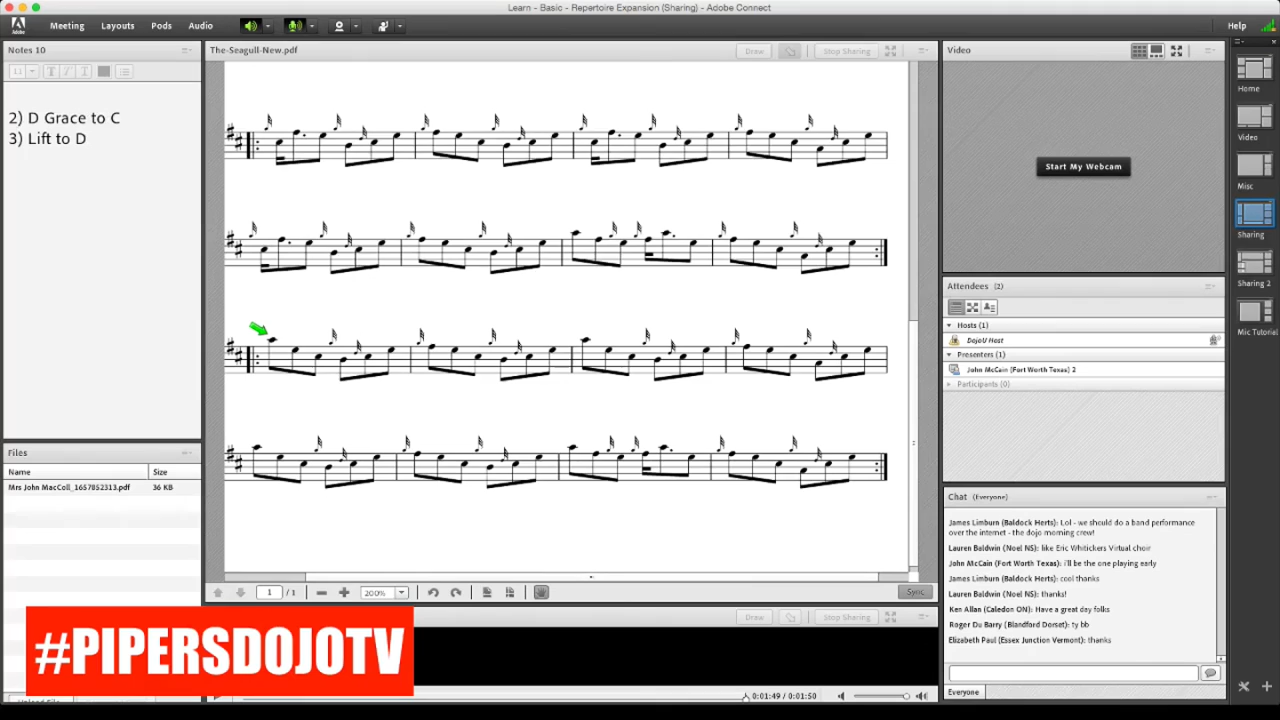 Learn - Basic - Repertoire Expansion (Sharing) - Adobe Connect
Adobe
Meeting Layouts Pods Audio
Help
Notes 10
11
2) D Grace to C
3) Lift to D
Files
Name Size
Mrs John MacColl_1657852313.pdf 36 KB
The-Seagull-New.pdf
Draw Stop Sharing
1 / 1 200% Sync
Draw Stop Sharing
0:01:49 / 0:01:50
#PIPERSDOJOTV
Video
Start My Webcam
Attendees (2)
Hosts (1)
DojoU Host
Presenters (1)
John McCain (Fort Worth Texas) 2
Participants (0)
Chat (Everyone)
James Limburn (Baldock Herts): Lol - we should do a band performance
over the internet - the dojo morning crew!
Lauren Baldwin (Noel NS): like Eric Whitickers Virtual choir
John McCain (Fort Worth Texas): i'll be the one playing early
James Limburn (Baldock Herts): cool thanks
Lauren Baldwin (Noel NS): thanks!
Ken Allan (Caledon ON): Have a great day folks
Roger Du Barry (Blandford Dorset): ty bb
Elizabeth Paul (Essex Junction Vermont): thanks
Everyone
Home
Video
Misc
Sharing
Sharing 2
Mic Tutorial